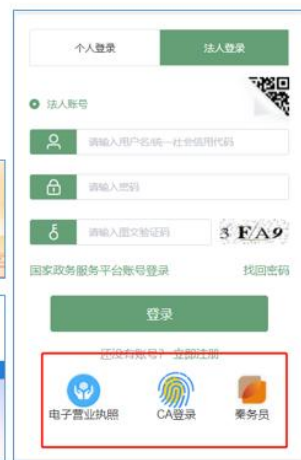 个人登录 法人登录
法人账号
请输入用户名/统一社会信用代码
请输入密码
请输入图文验证码 3 FA9
国家政务服务平台账号登录 找回密码
登录
还没有账号？ 立即注册
电子营业执照 CA登录 秦务员